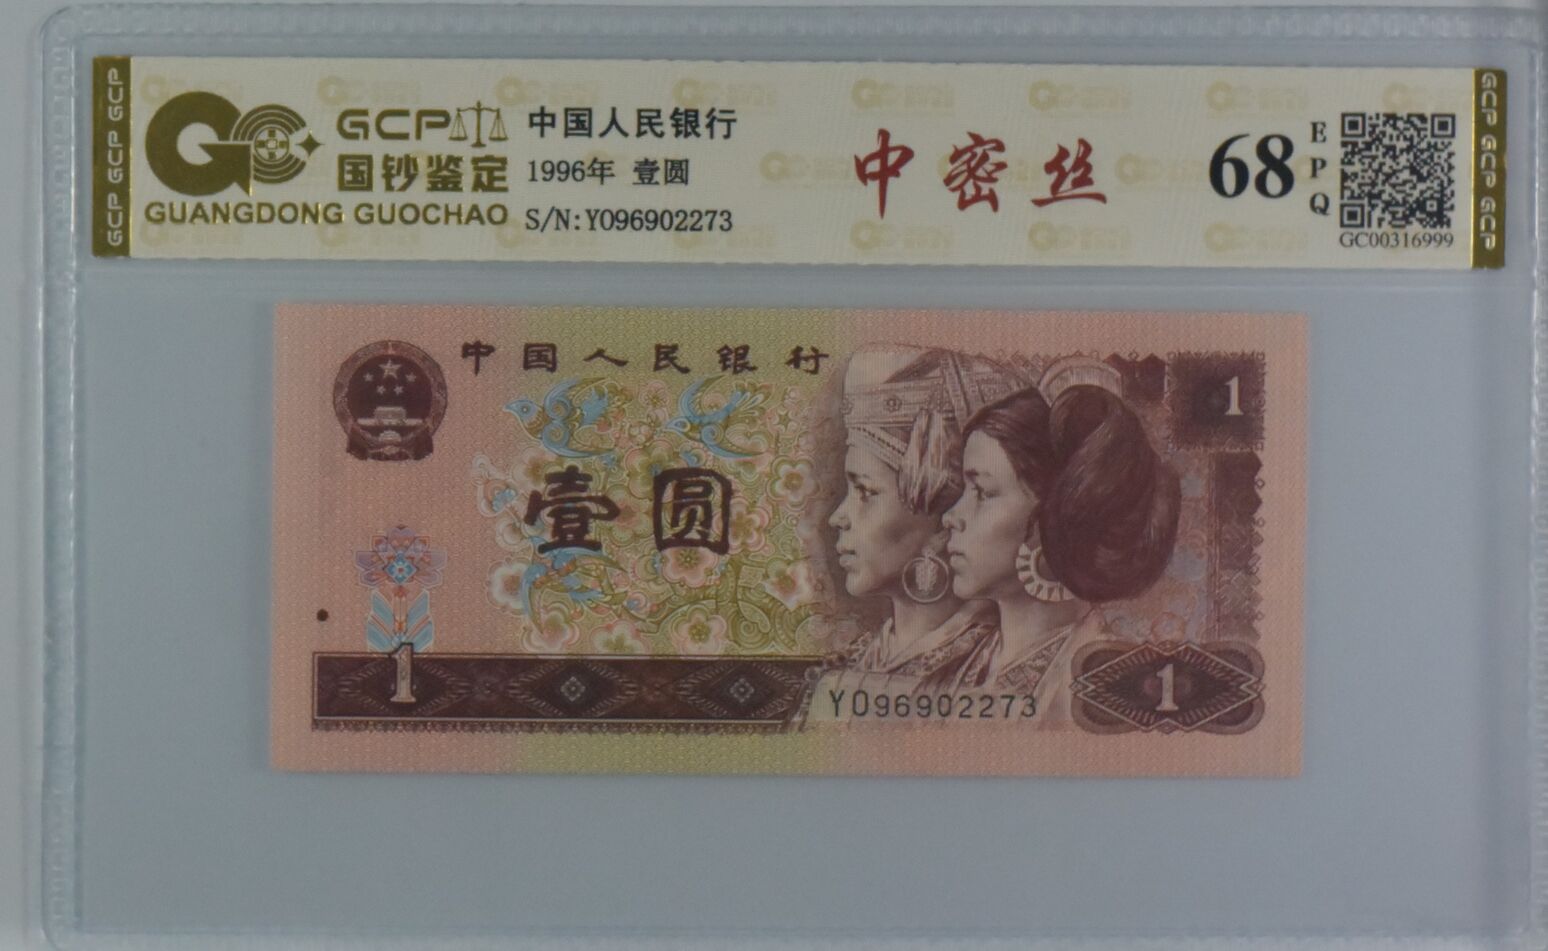 GCP GCP GCP
GCP
国钞鉴定
GUANGDONG GUOCHAO
中国人民银行
1996年 壹圆
S/N:Y096902273
中密丝
68
EPQ
GC00316999
GCP GCP GCP
中国人民银行
1
壹圆
1
Y096902273
1